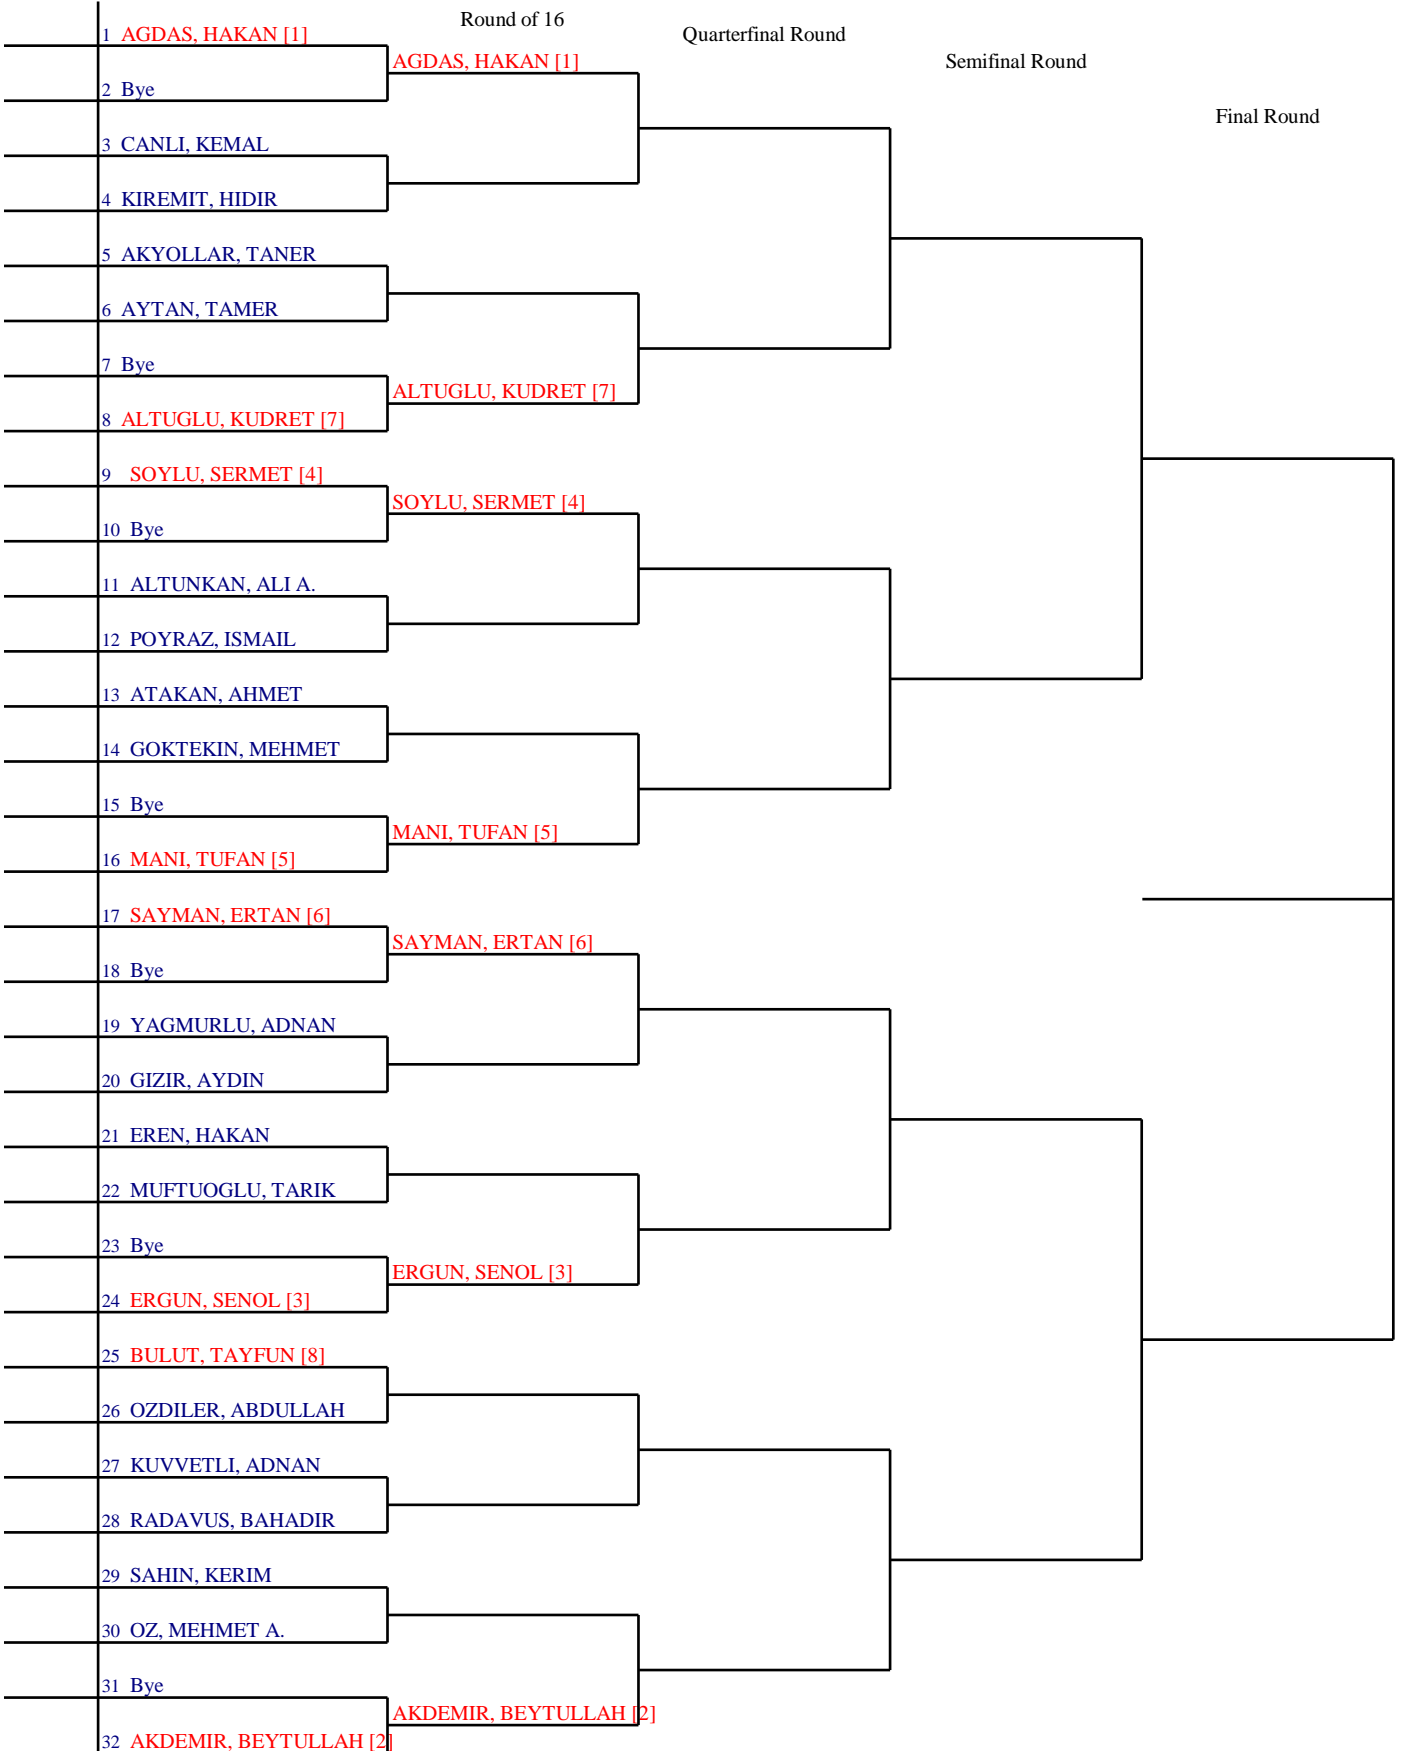 Round of 16
Quarterfinal Round
Semifinal Round
Final Round
1 AGDAS, HAKAN [1]
AGDAS, HAKAN [1]
2 Bye
3 CANLI, KEMAL
4 KIREMIT, HIDIR
5 AKYOLLAR, TANER
6 AYTAN, TAMER
7 Bye
ALTUGLU, KUDRET [7]
8 ALTUGLU, KUDRET [7]
9 SOYLU, SERMET [4]
SOYLU, SERMET [4]
10 Bye
11 ALTUNKAN, ALI A.
12 POYRAZ, ISMAIL
13 ATAKAN, AHMET
14 GOKTEKIN, MEHMET
15 Bye
MANI, TUFAN [5]
16 MANI, TUFAN [5]
17 SAYMAN, ERTAN [6]
SAYMAN, ERTAN [6]
18 Bye
19 YAGMURLU, ADNAN
20 GIZIR, AYDIN
21 EREN, HAKAN
22 MUFTUOGLU, TARIK
23 Bye
ERGUN, SENOL [3]
24 ERGUN, SENOL [3]
25 BULUT, TAYFUN [8]
26 OZDILER, ABDULLAH
27 KUVVETLI, ADNAN
28 RADAVUS, BAHADIR
29 SAHIN, KERIM
30 OZ, MEHMET A.
31 Bye
AKDEMIR, BEYTULLAH [2]
32 AKDEMIR, BEYTULLAH [2]